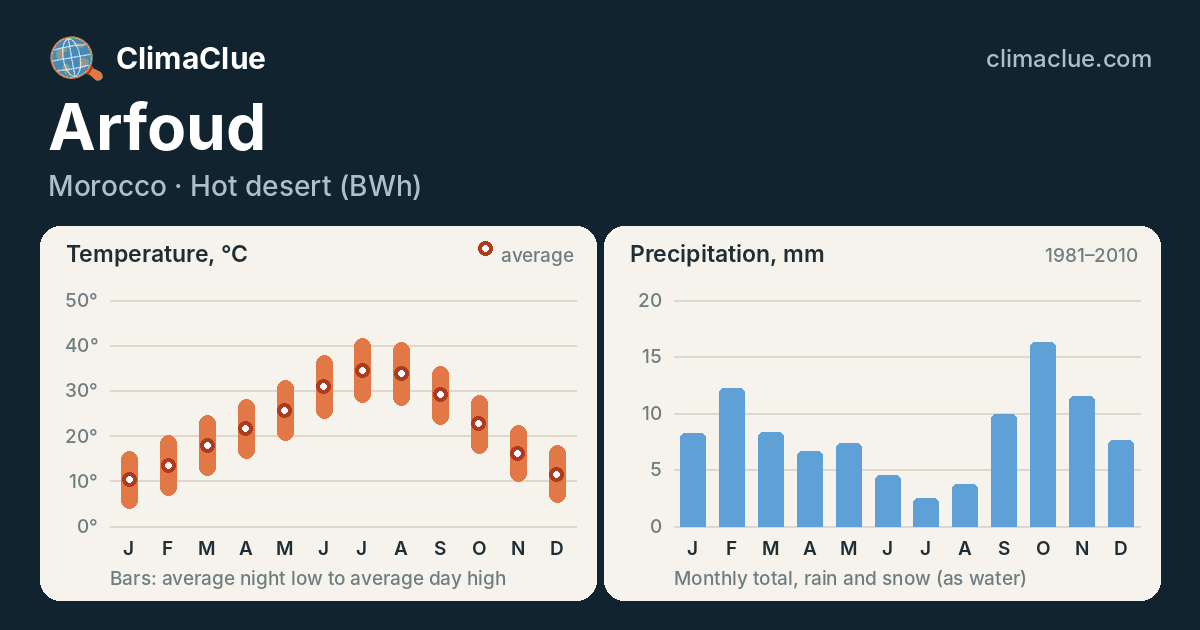 ClimaClue
climaclue.com
Arfoud
Morocco · Hot desert (BWh)
Temperature, °C
average
50°
40°
30°
20°
10°
0°
J F M A M J J A S O N D
Bars: average night low to average day high
Precipitation, mm
1981–2010
20
15
10
5
0
J F M A M J J A S O N D
Monthly total, rain and snow (as water)